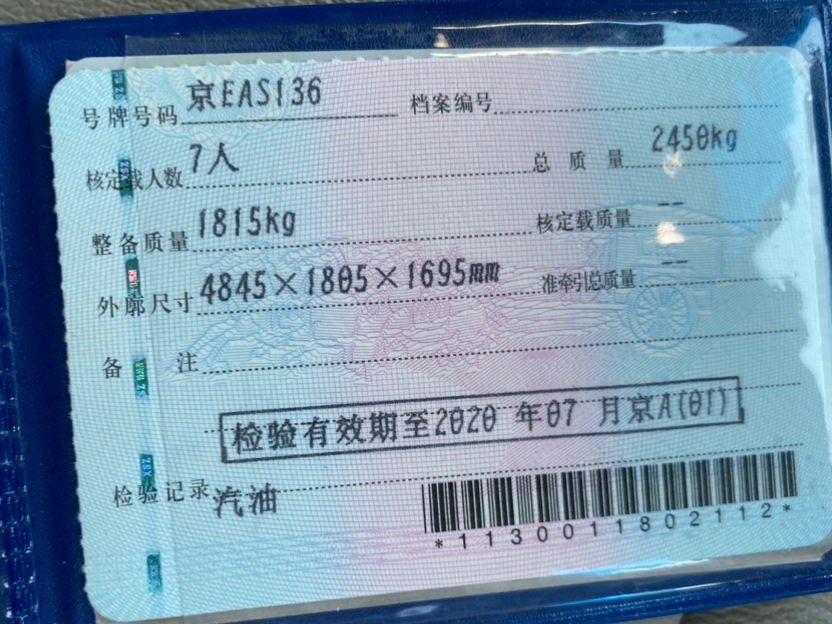 号牌号码 京EAS136 档案编号
核定载人数 7人 总质量 2450kg
整备质量 1815kg 核定载质量 --
外廓尺寸 4845×1805×1695mm 准牵引总质量 --
备注
检验有效期至2020年07月京A(01)
检验记录 汽油
*1130011802112*